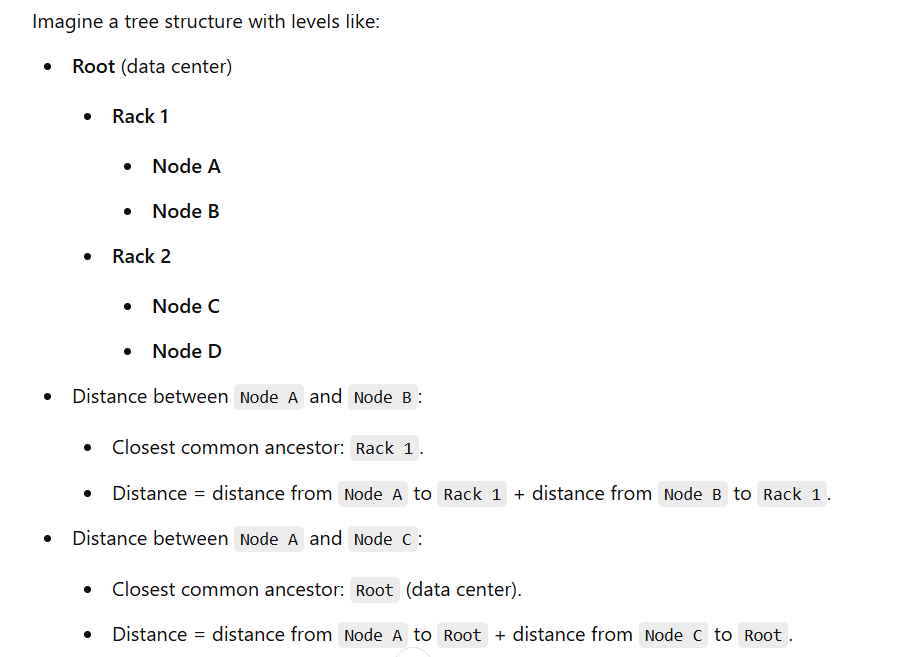 Imagine a tree structure with levels like:
Root (data center)
Rack 1
Node A
Node B
Rack 2
Node C
Node D
Distance between Node A and Node B:
Closest common ancestor: Rack 1.
Distance = distance from Node A to Rack 1 + distance from Node B to Rack 1.
Distance between Node A and Node C:
Closest common ancestor: Root (data center).
Distance = distance from Node A to Root + distance from Node C to Root.